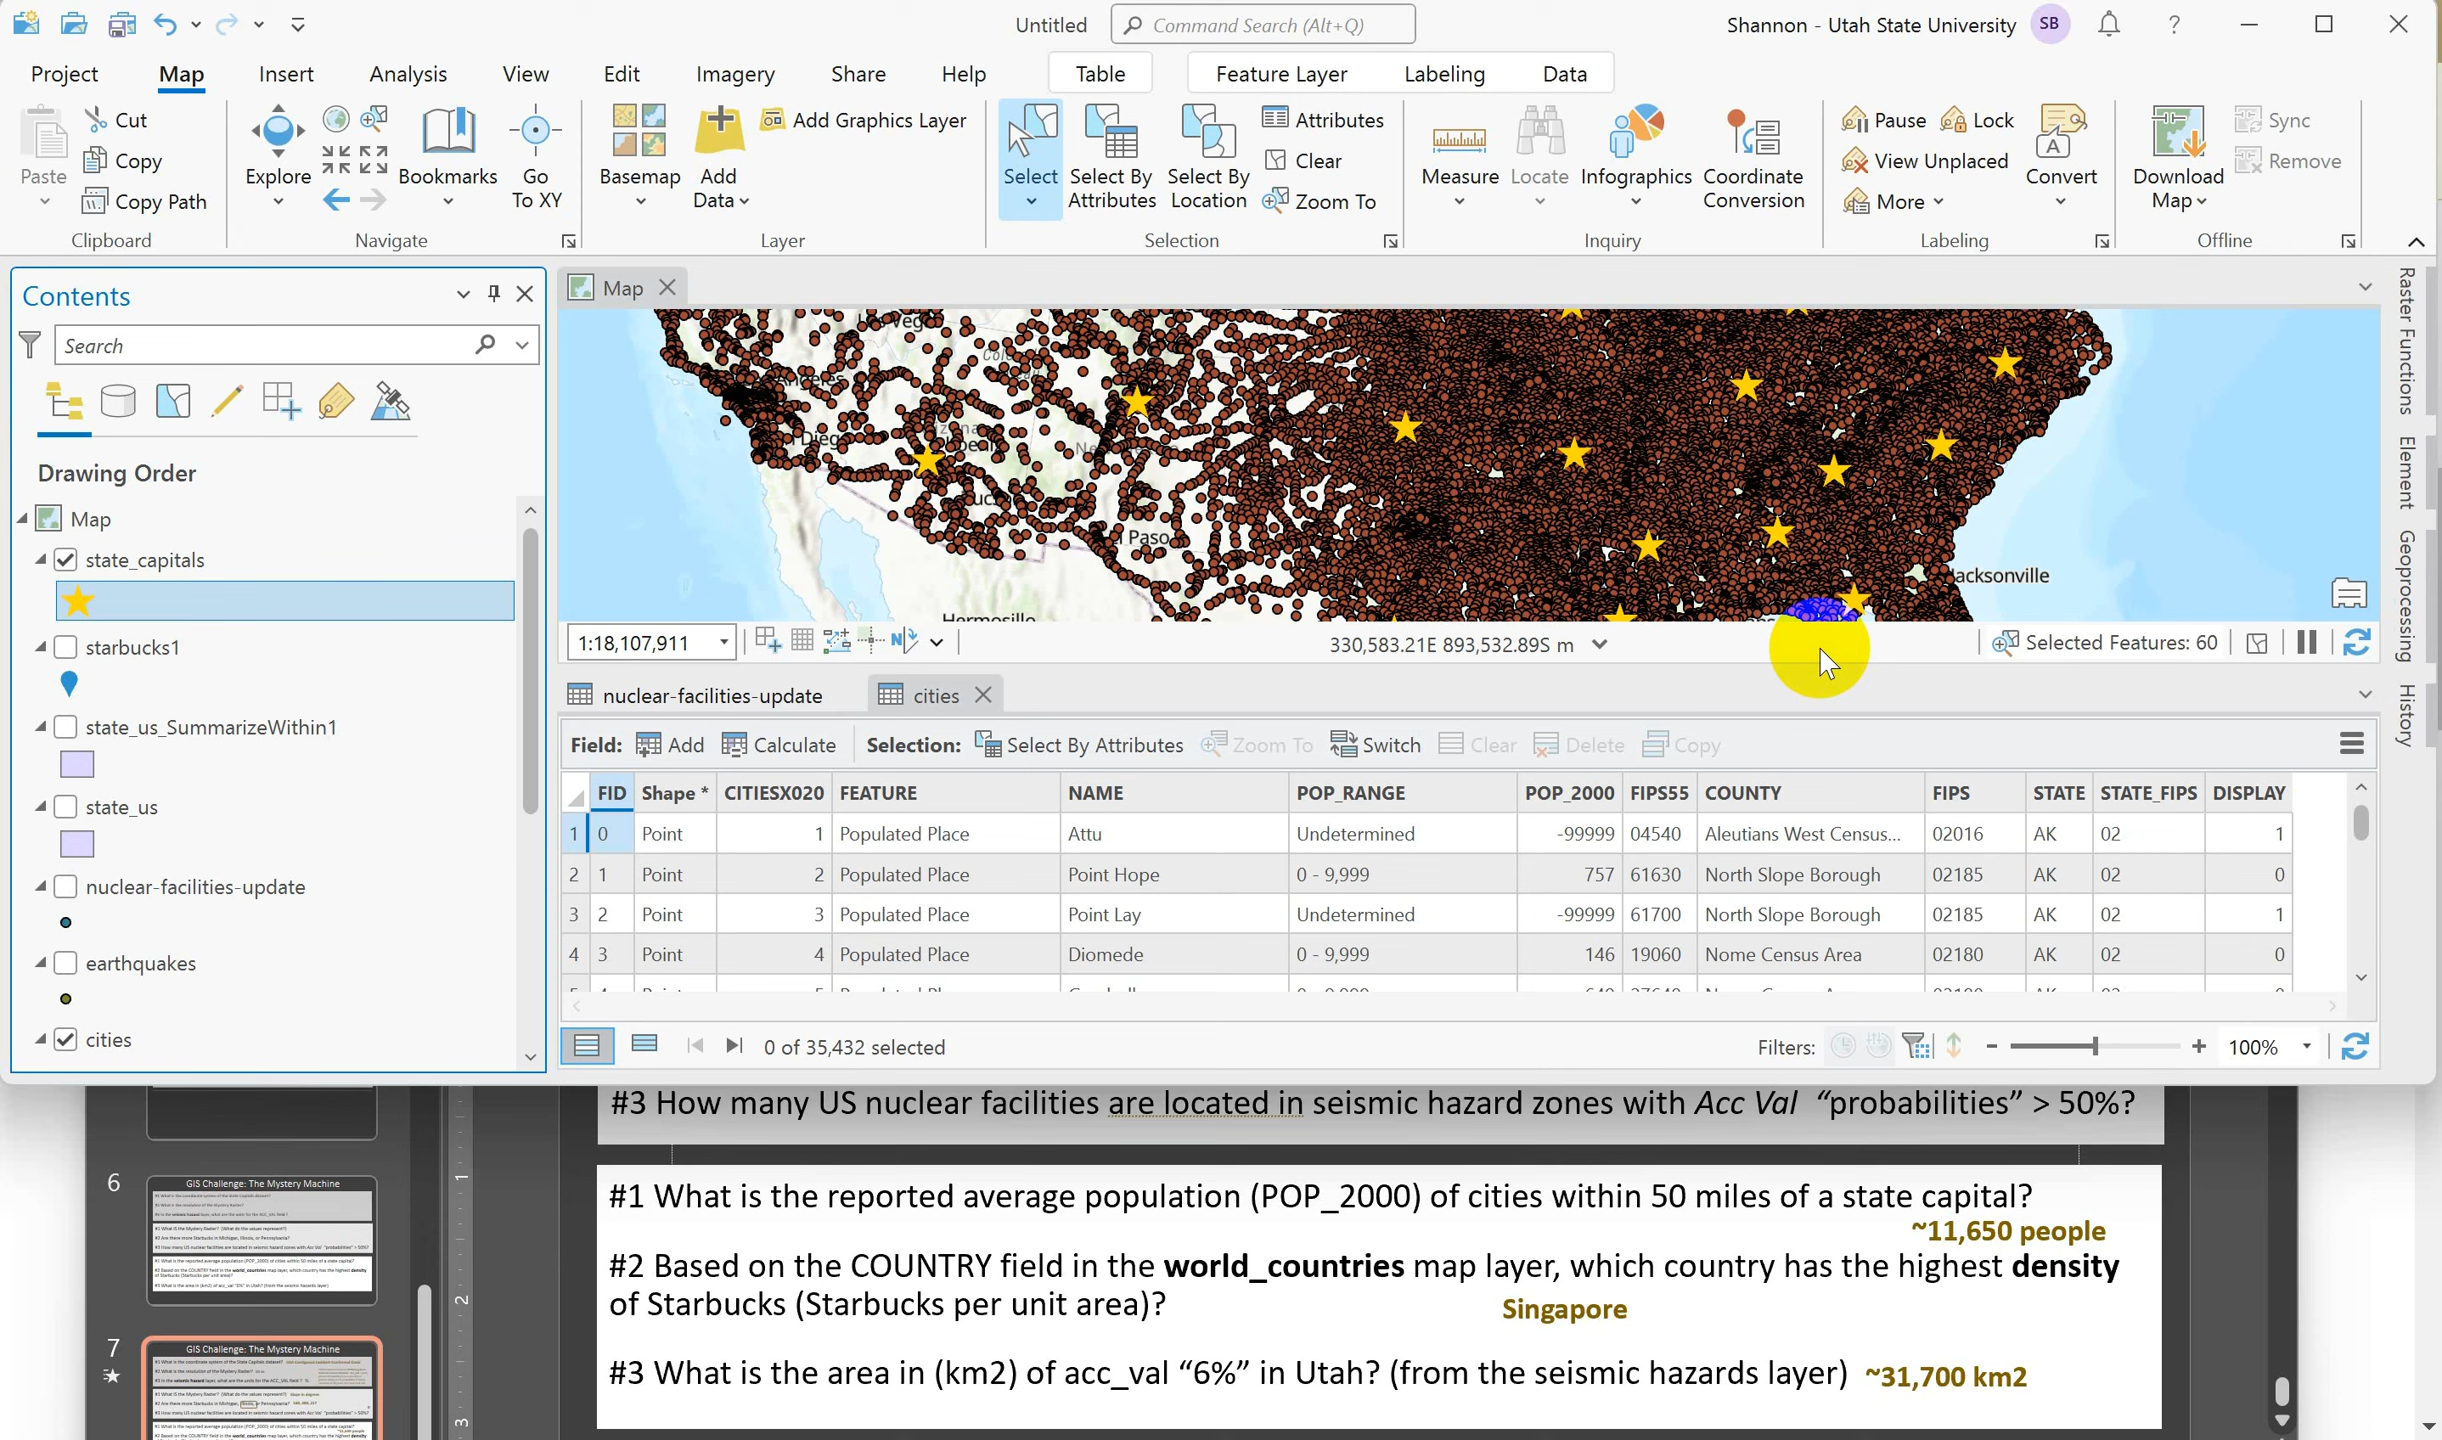 Untitled
Command Search (Alt+Q)
Shannon - Utah State University
SB
Project Map Insert Analysis View Edit Imagery Share Help Table Feature Layer Labeling Data
Paste
Cut
Copy
Copy Path
Clipboard
Explore
Bookmarks
Go To XY
Navigate
Basemap
Add Data
Add Graphics Layer
Layer
Select
Select By Attributes
Select By Location
Attributes
Clear
Zoom To
Selection
Measure
Locate
Infographics
Coordinate Conversion
Inquiry
Pause
Lock
View Unplaced
More
Convert
Labeling
Download Map
Sync
Remove
Offline
Contents
Search
Drawing Order
Map
state_capitals
starbucks1
state_us_SummarizeWithin1
state_us
nuclear-facilities-update
earthquakes
cities
Map
El Paso
Hermosillo
acksonville
1:18,107,911
330,583.21E 893,532.89S m
Selected Features: 60
Raster Functions
Element
Geoprocessing
History
nuclear-facilities-update
cities
Field: Add Calculate Selection: Select By Attributes Zoom To Switch Clear Delete Copy
FID Shape * CITIESX020 FEATURE NAME POP_RANGE POP_2000 FIPS55 COUNTY FIPS STATE STATE_FIPS DISPLAY
1 0 Point 1 Populated Place Attu Undetermined -99999 04540 Aleutians West Census... 02016 AK 02 1
2 1 Point 2 Populated Place Point Hope 0 - 9,999 757 61630 North Slope Borough 02185 AK 02 0
3 2 Point 3 Populated Place Point Lay Undetermined -99999 61700 North Slope Borough 02185 AK 02 1
4 3 Point 4 Populated Place Diomede 0 - 9,999 146 19060 Nome Census Area 02180 AK 02 0
0 of 35,432 selected
Filters:
100%
#3 How many US nuclear facilities are located in seismic hazard zones with Acc Val “probabilities” > 50%?
6
GIS Challenge: The Mystery Machine
7
GIS Challenge: The Mystery Machine
1
2
3
#1 What is the reported average population (POP_2000) of cities within 50 miles of a state capital?
~11,650 people
#2 Based on the COUNTRY field in the world_countries map layer, which country has the highest density
of Starbucks (Starbucks per unit area)?
Singapore
#3 What is the area in (km2) of acc_val “6%” in Utah? (from the seismic hazards layer) ~31,700 km2